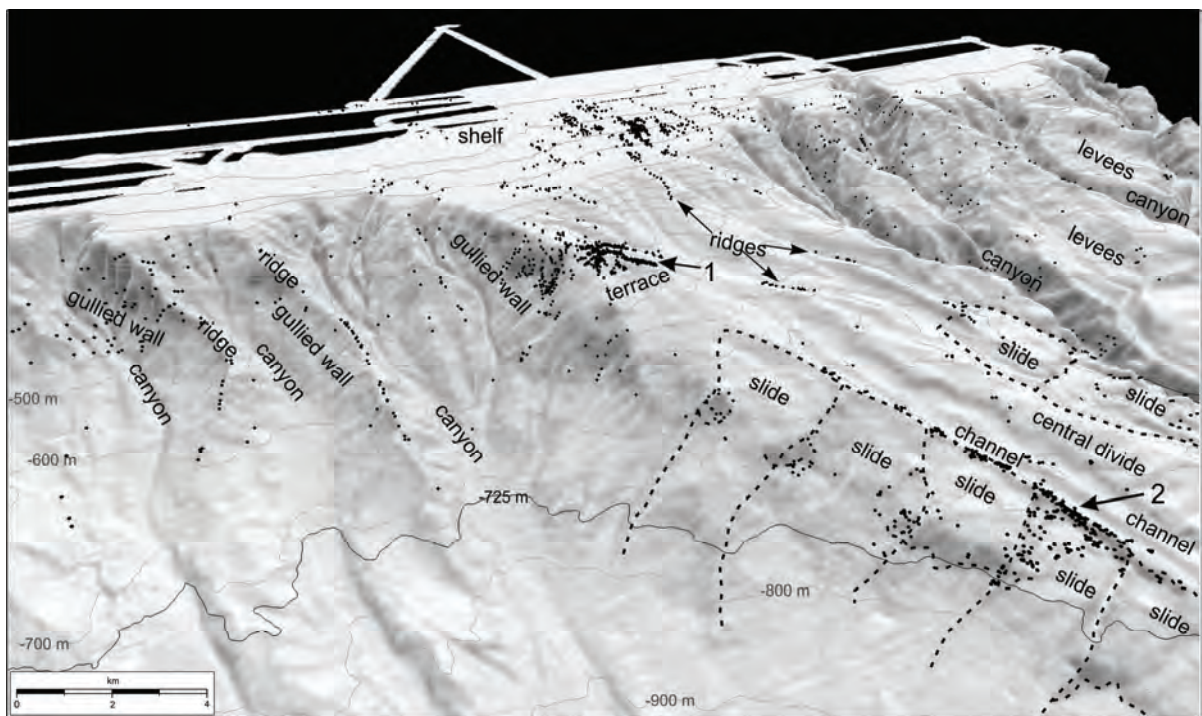 shelf
levees
canyon
ridges
levees
canyon
1
terrace
gullied wall
ridge
gullied wall
ridge
gullied wall
canyon
canyon
canyon
slide
slide
slide
central divide
channel
slide
slide
2
channel
slide
slide
-500 m
-600 m
-725 m
-800 m
-700 m
-900 m
km
0 2 4